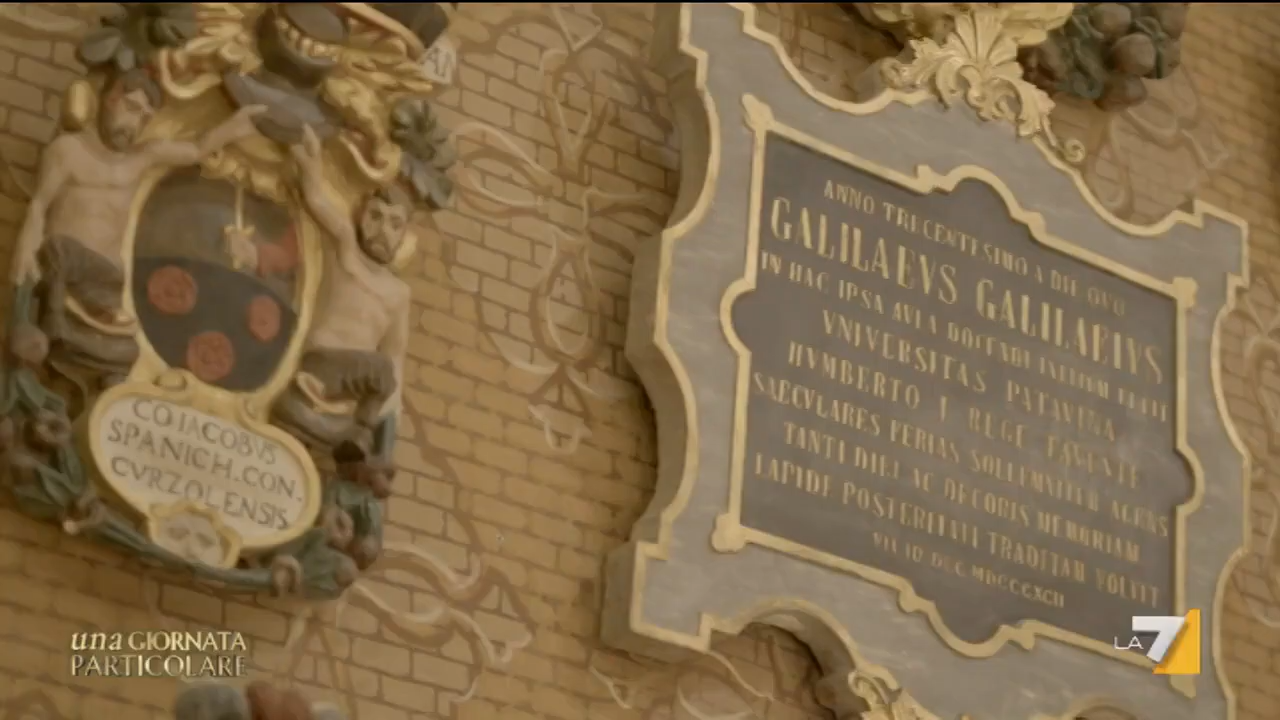 AN
ANNO TRECENTESIMO A DIE QVO
GALILAEVS GALILAEIVS
IN HAC IPSA AVLA DOCENDI INITIVM FECIT
VNIVERSITAS PATAVINA
HVMBERTO I REGE FAVENTE
SAECVLARES FERIAS SOLLEMNITER AGENS
TANTI DIEI AC DECORIS MEMORIAM
LAPIDE POSTERITATI TRADITAM VOLVIT
VII ID DEC MDCCCXCII
CO IACOBVS
SPANICH.CON.
CVRZOLENSIS
una GIORNATA
PARTICOLARE
LA7